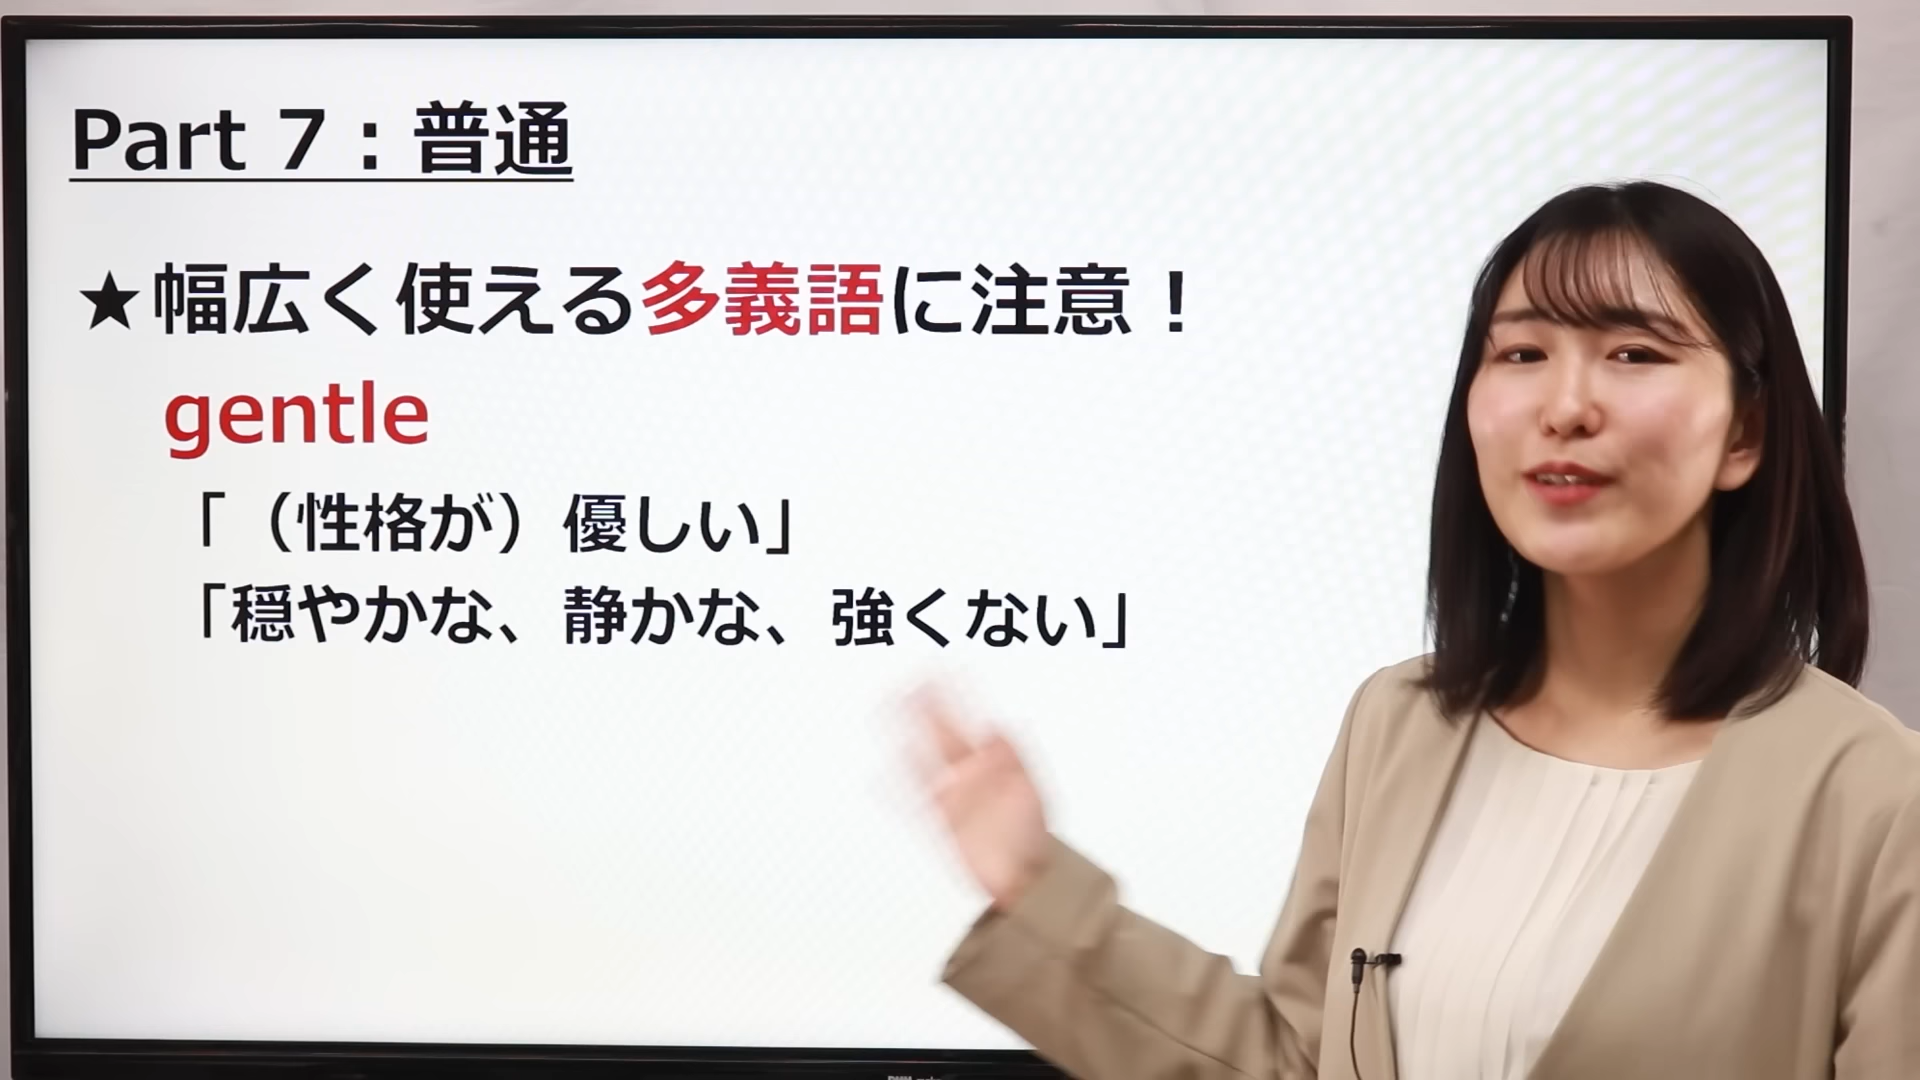 Part 7：普通
★幅広く使える多義語に注意！
gentle
「（性格が）優しい」
「穏やかな、静かな、強くない」